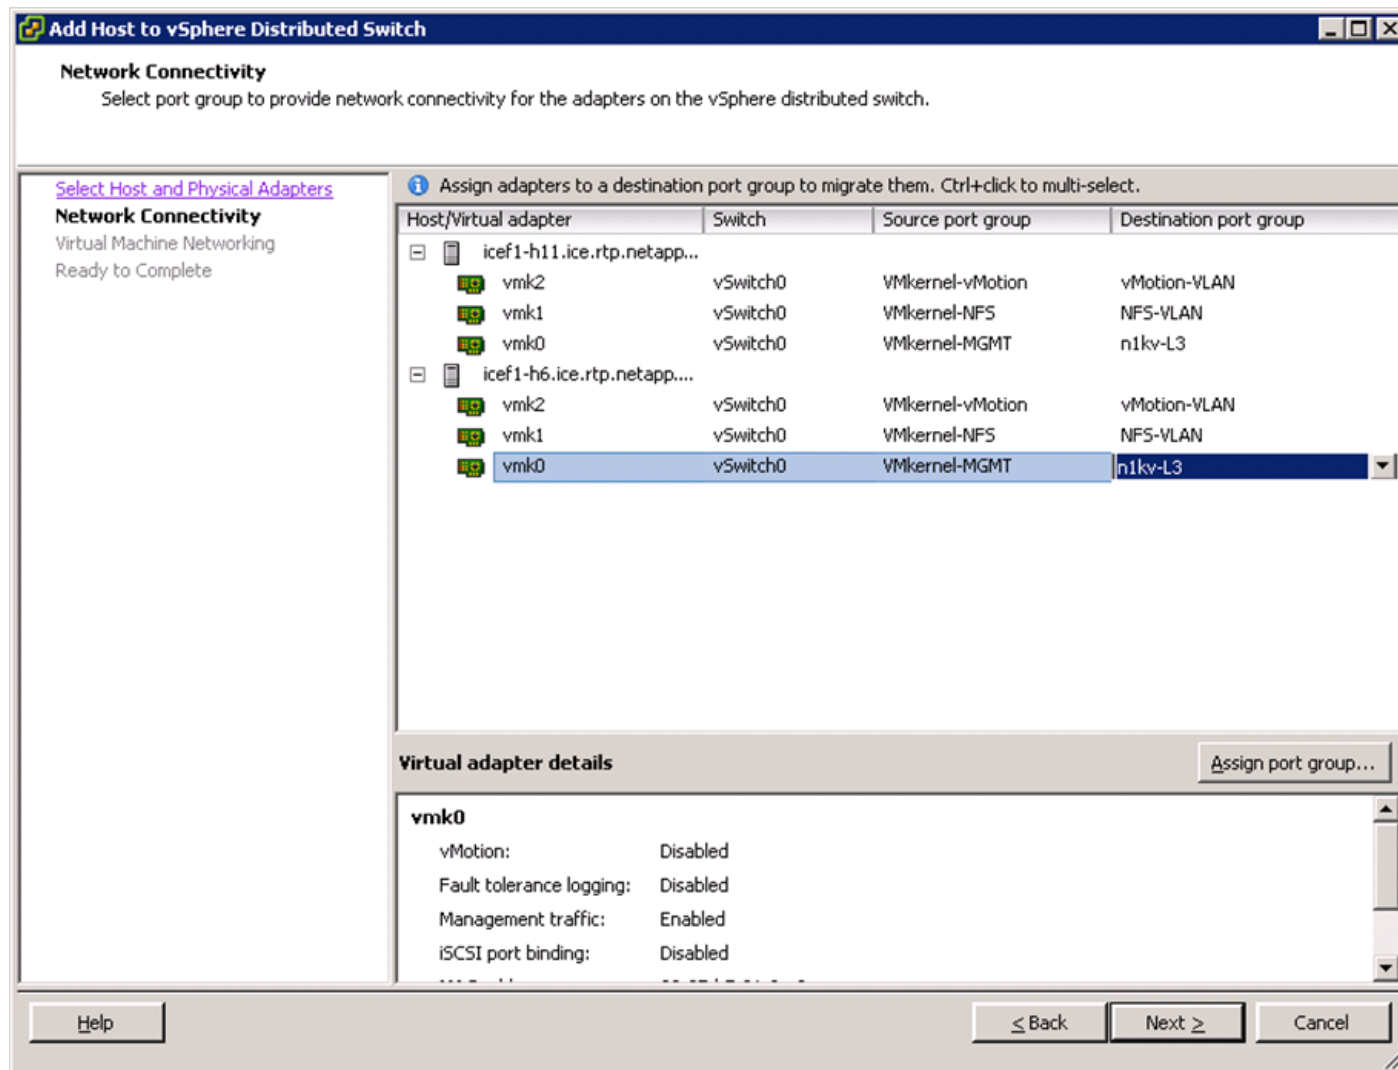 Add Host to vSphere Distributed Switch
Network Connectivity
Select port group to provide network connectivity for the adapters on the vSphere distributed switch.
Select Host and Physical Adapters
Network Connectivity
Virtual Machine Networking
Ready to Complete
Assign adapters to a destination port group to migrate them. Ctrl+click to multi-select.
Host/Virtual adapter Switch Source port group Destination port group
icef1-h11.ice.rtp.netapp...
vmk2 vSwitch0 VMkernel-vMotion vMotion-VLAN
vmk1 vSwitch0 VMkernel-NFS NFS-VLAN
vmk0 vSwitch0 VMkernel-MGMT n1kv-L3
icef1-h6.ice.rtp.netapp....
vmk2 vSwitch0 VMkernel-vMotion vMotion-VLAN
vmk1 vSwitch0 VMkernel-NFS NFS-VLAN
vmk0 vSwitch0 VMkernel-MGMT n1kv-L3
Virtual adapter details
Assign port group...
vmk0
vMotion: Disabled
Fault tolerance logging: Disabled
Management traffic: Enabled
iSCSI port binding: Disabled
Help
< Back
Next >
Cancel